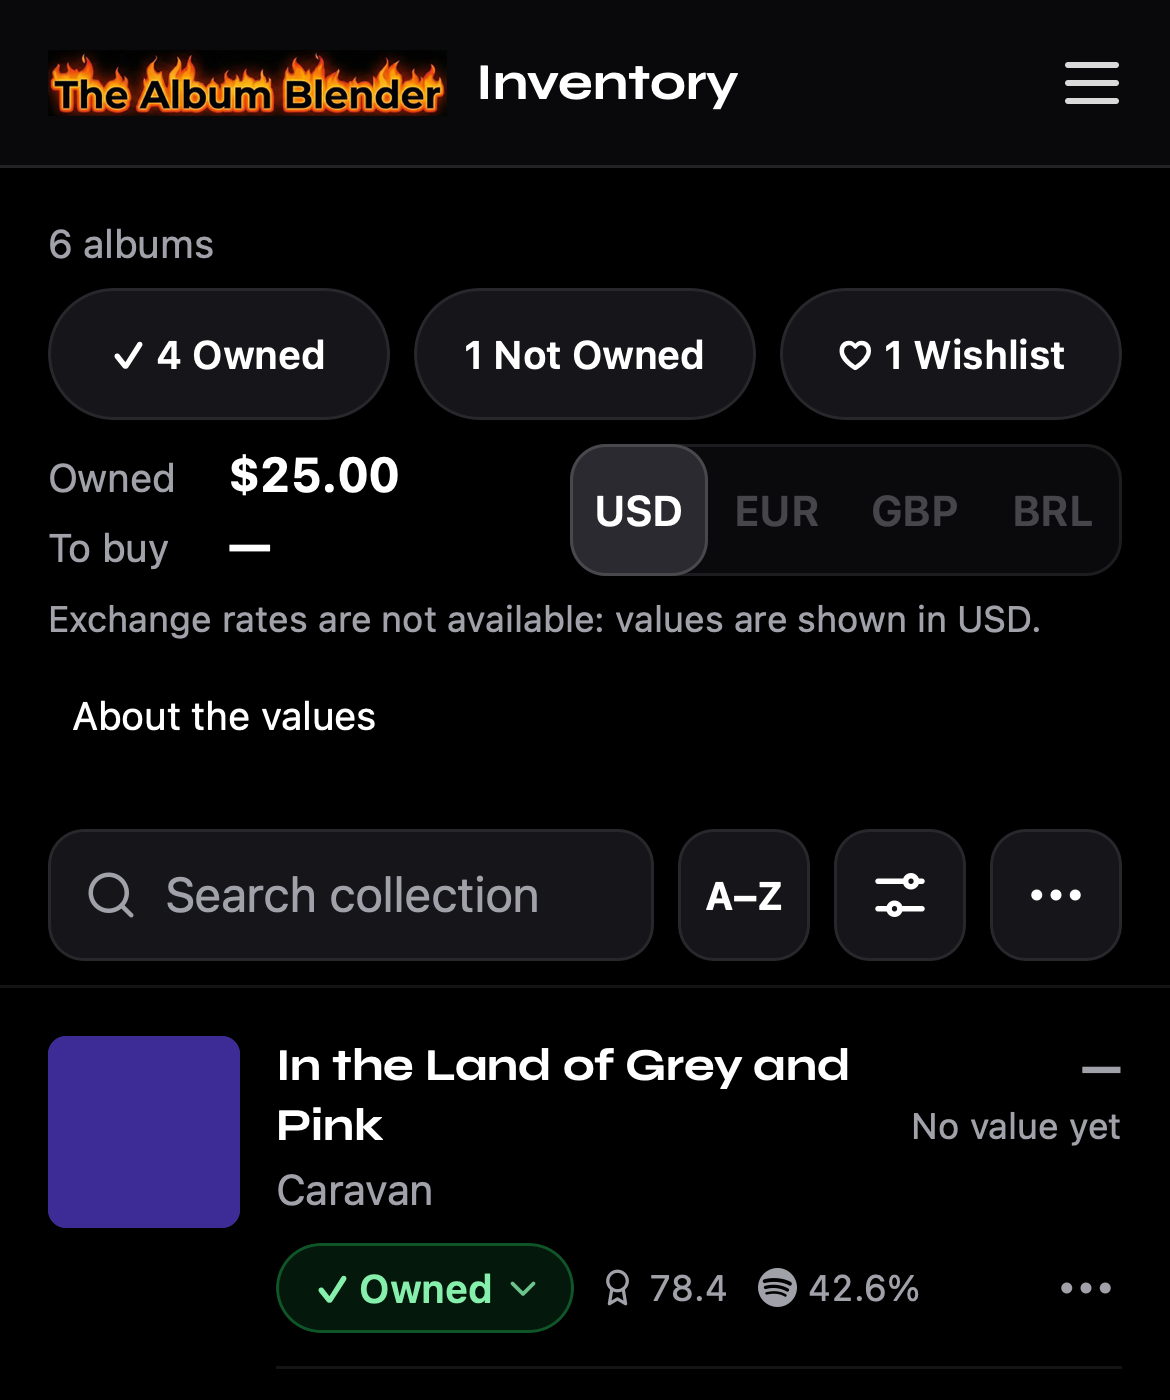 The Album Blender
Inventory
6 albums
✓ 4 Owned
1 Not Owned
♡ 1 Wishlist
Owned $25.00
To buy —
USD EUR GBP BRL
Exchange rates are not available: values are shown in USD.
About the values
Search collection
A–Z
In the Land of Grey and
Pink
—
No value yet
Caravan
✓ Owned
78.4
42.6%